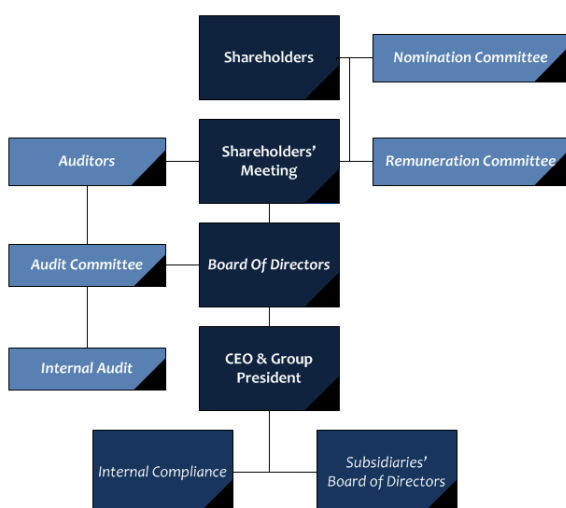 Shareholders
Nomination Committee
Auditors
Shareholders’
Meeting
Remuneration Committee
Audit Committee
Board Of Directors
Internal Audit
CEO & Group
President
Internal Compliance
Subsidiaries’
Board of Directors